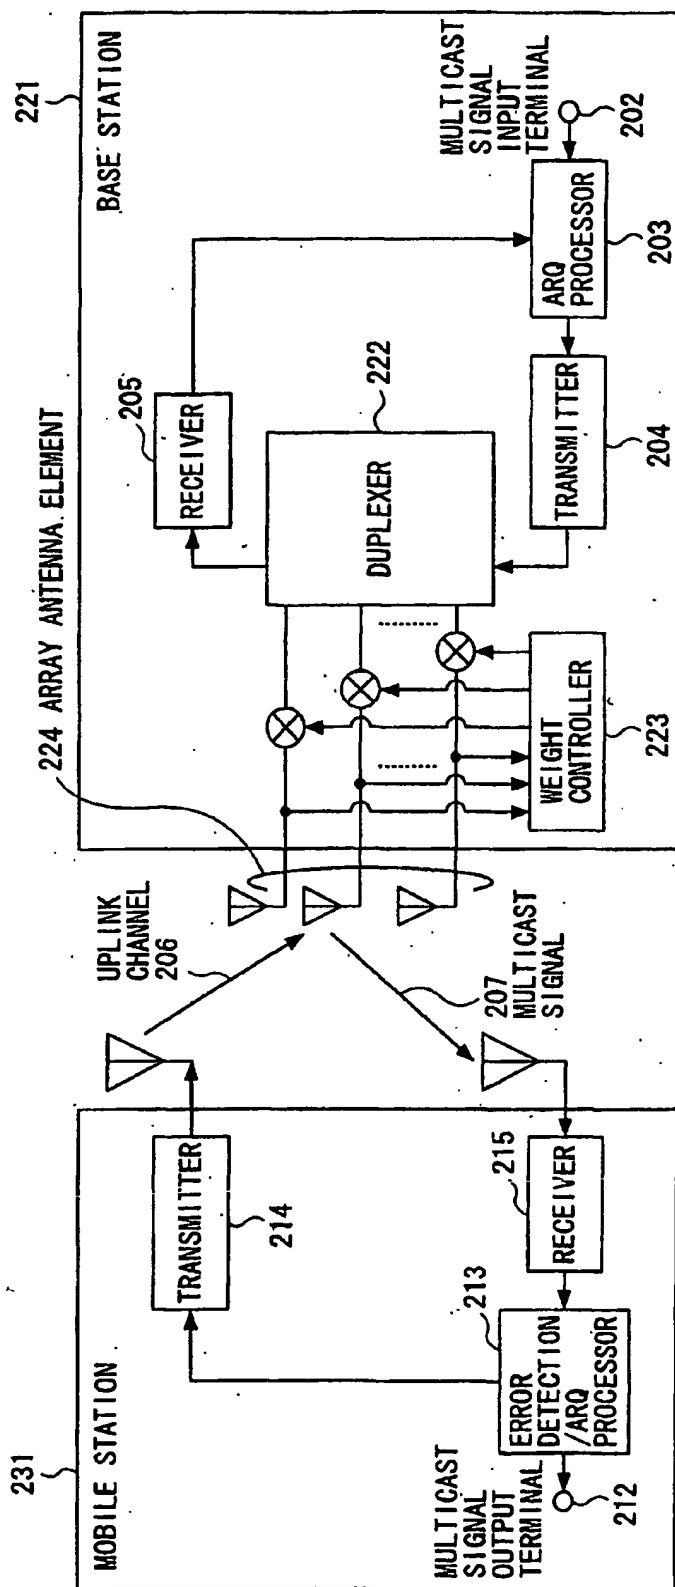 231
MOBILE STATION
TRANSMITTER
214
215
RECEIVER
213
ERROR
DETECTION
/ARQ
PROCESSOR
MULTICAST
SIGNAL
OUTPUT
TERMINAL
212
UPLINK
CHANNEL
206
207 MULTICAST
SIGNAL
224 ARRAY ANTENNA ELEMENT
221
BASE STATION
205
RECEIVER
222
DUPLEXER
WEIGHT
CONTROLLER
223
TRANSMITTER
204
ARQ
PROCESSOR
203
MULTICAST
SIGNAL
INPUT
TERMINAL
202